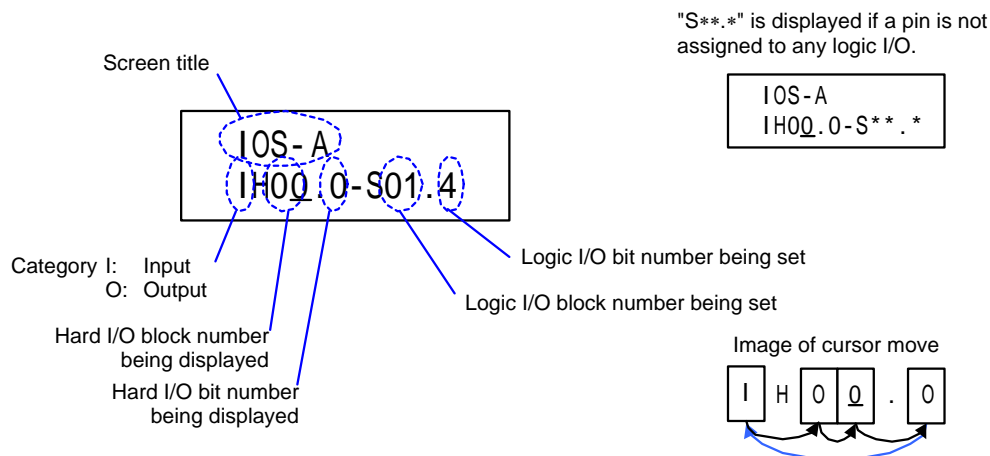 "S**.*" is displayed if a pin is not
assigned to any logic I/O.
Screen title
IOS-A
IH00.0-S01.4
IOS-A
IH00.0-S**.*
Category I: Input
O: Output
Logic I/O bit number being set
Logic I/O block number being set
Hard I/O block number
being displayed
Hard I/O bit number
being displayed
Image of cursor move
I H 0 0 . 0